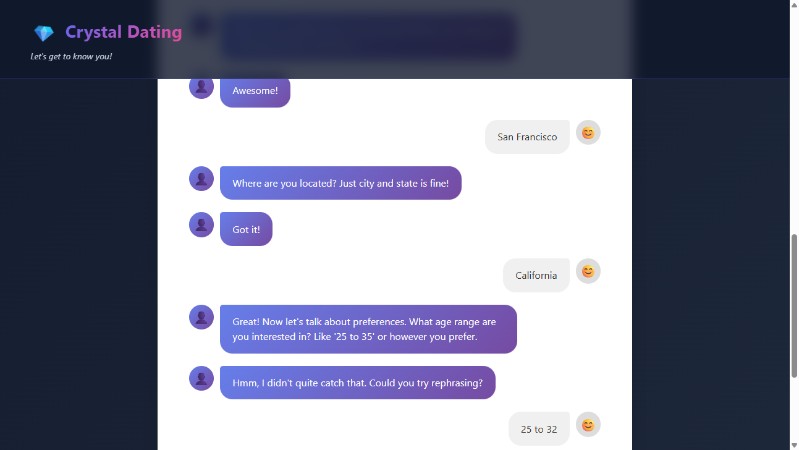 Crystal Dating
Let's get to know you!
Awesome!
San Francisco
Where are you located? Just city and state is fine!
Got it!
California
Great! Now let's talk about preferences. What age range are
you interested in? Like '25 to 35' or however you prefer.
Hmm, I didn't quite catch that. Could you try rephrasing?
25 to 32